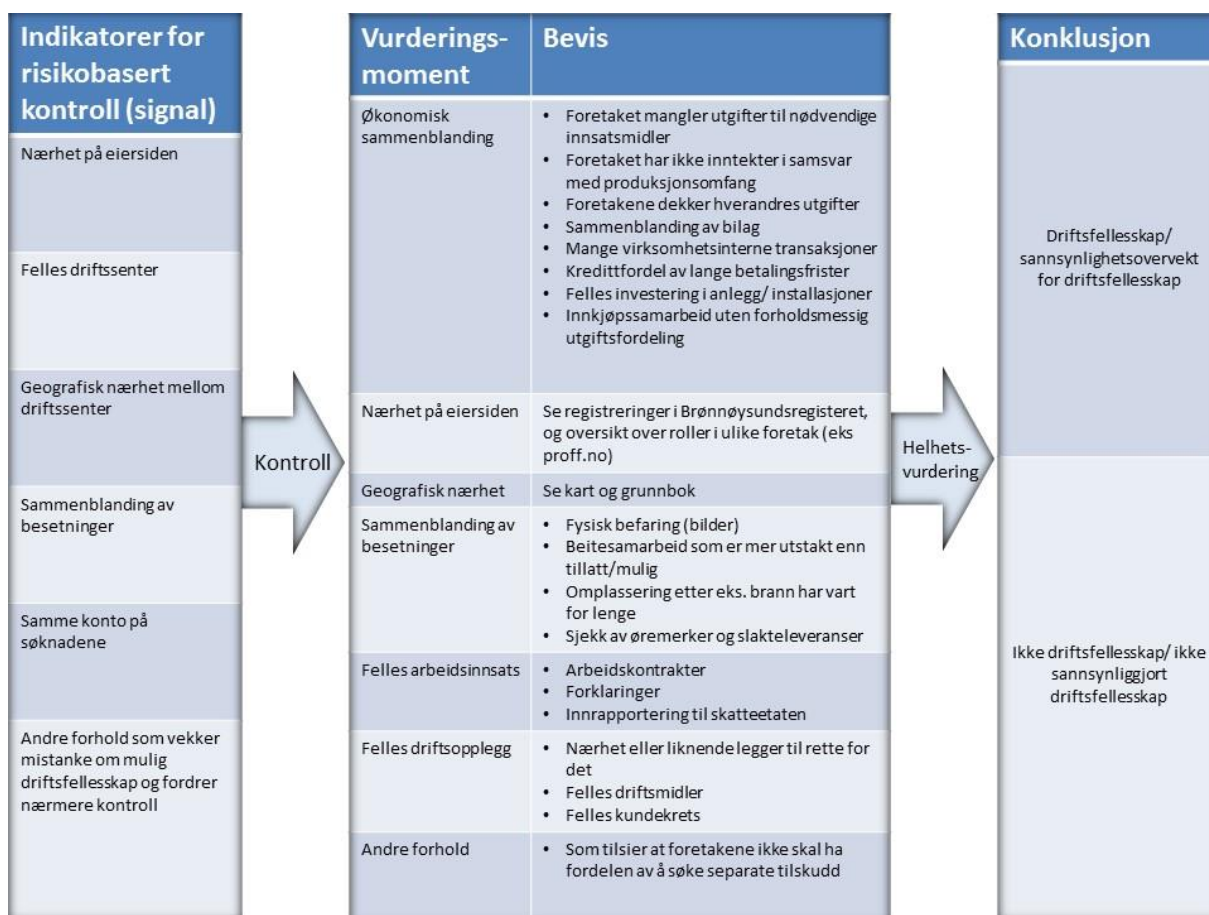 Indikatorer for
risikobasert
kontroll (signal)
Nærhet på eiersiden
Felles driftssenter
Geografisk nærhet mellom
driftssenter
Sammenblanding av
besetninger
Samme konto på
søknadene
Andre forhold som vekker
mistanke om mulig
driftsfellesskap og fordrer
nærmere kontroll
Kontroll
Vurderings-
moment
Bevis
Økonomisk
sammenblanding
• Foretaket mangler utgifter til nødvendige
innsatsmidler
• Foretaket har ikke inntekter i samsvar
med produksjonsomfang
• Foretakene dekker hverandres utgifter
• Sammenblanding av bilag
• Mange virksomhetsinterne transaksjoner
• Kredittfordel av lange betalingsfrister
• Felles investering i anlegg/ installasjoner
• Innkjøpssamarbeid uten forholdsmessig
utgiftsfordeling
Nærhet på eiersiden
Se registreringer i Brønnøysundsregisteret,
og oversikt over roller i ulike foretak (eks
proff.no)
Geografisk nærhet
Se kart og grunnbok
Sammenblanding av
besetninger
• Fysisk befaring (bilder)
• Beitesamarbeid som er mer utstakt enn
tillatt/mulig
• Omplassering etter eks. brann har vart
for lenge
• Sjekk av øremerker og slakteleveranser
Felles arbeidsinnsats
• Arbeidskontrakter
• Forklaringer
• Innrapportering til skatteetaten
Felles driftsopplegg
• Nærhet eller liknende legger til rette for
det
• Felles driftsmidler
• Felles kundekrets
Andre forhold
• Som tilsier at foretakene ikke skal ha
fordelen av å søke separate tilskudd
Helhets-
vurdering
Konklusjon
Driftsfellesskap/
sannsynlighetsovervekt
for driftsfellesskap
Ikke driftsfellesskap/ ikke
sannsynliggjort
driftsfellesskap